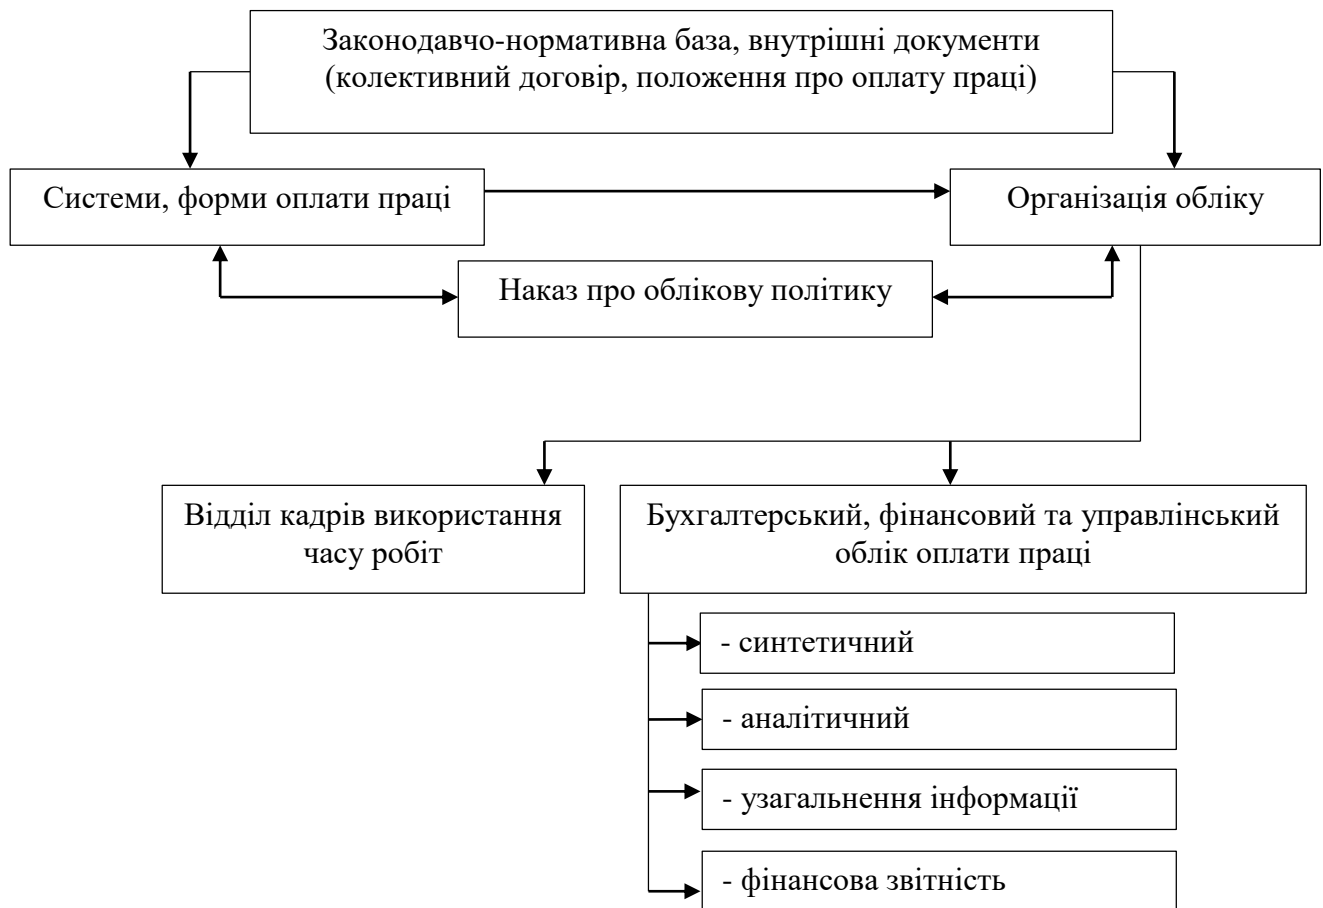 Законодавчо-нормативна база, внутрішні документи
(колективний договір, положення про оплату праці)
Системи, форми оплати праці
Організація обліку
Наказ про облікову політику
Відділ кадрів використання
часу робіт
Бухгалтерський, фінансовий та управлінський
облік оплати праці
- синтетичний
- аналітичний
- узагальнення інформації
- фінансова звітність